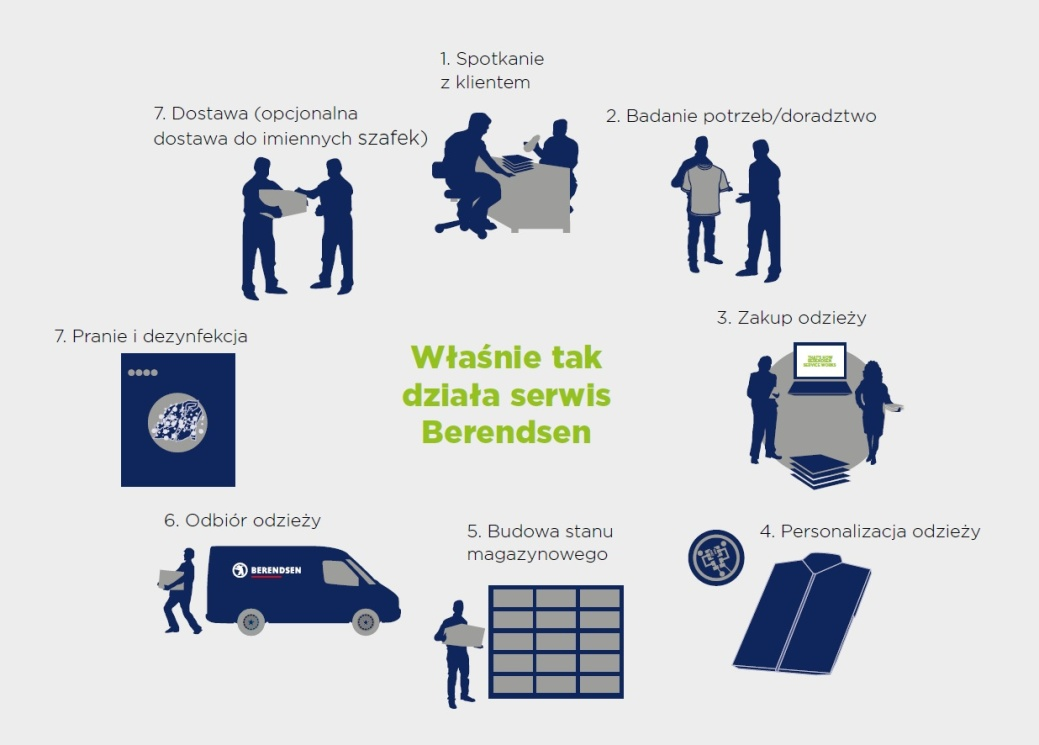 1. Spotkanie
z klientem
7. Dostawa (opcjonalna
dostawa do imiennych szafek)
2. Badanie potrzeb/doradztwo
3. Zakup odzieży
7. Pranie i dezynfekcja
Właśnie tak
działa serwis
Berendsen
6. Odbiór odzieży
BERENDSEN
5. Budowa stanu
magazynowego
4. Personalizacja odzieży